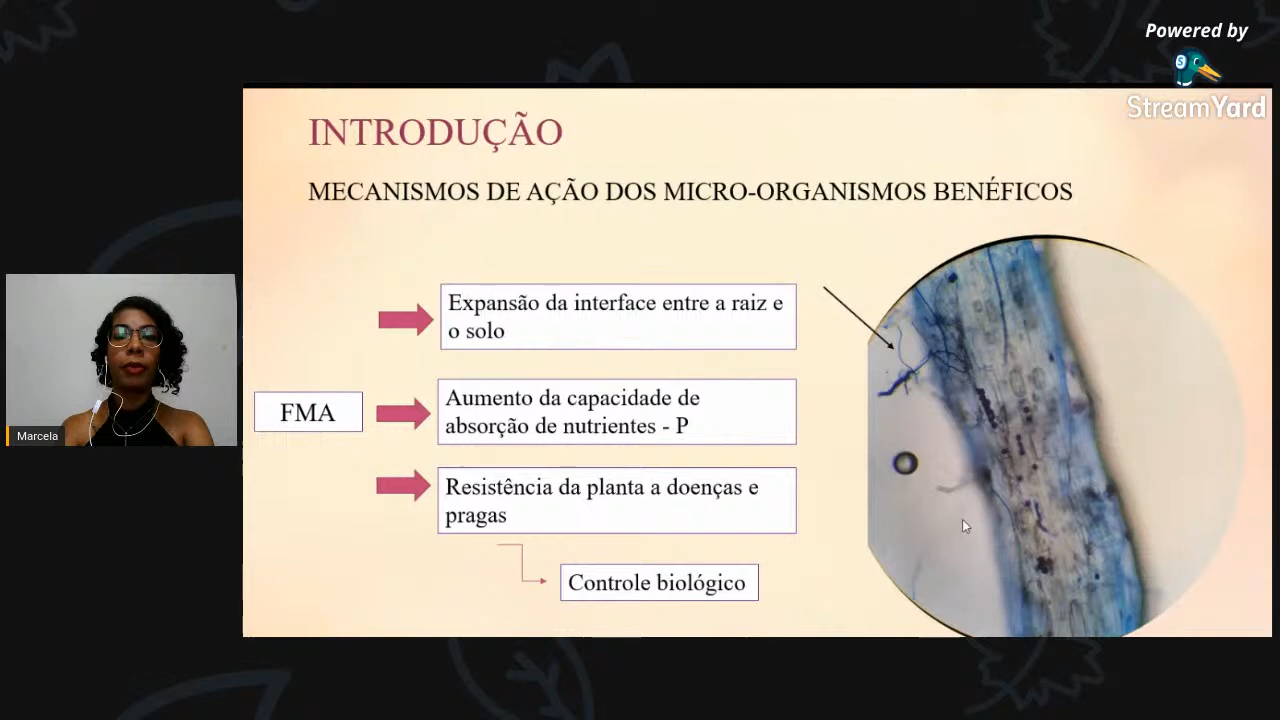 Powered by
StreamYard
INTRODUÇÃO
MECANISMOS DE AÇÃO DOS MICRO-ORGANISMOS BENÉFICOS
Expansão da interface entre a raiz e
o solo
FMA
Aumento da capacidade de
absorção de nutrientes - P
Resistência da planta a doenças e
pragas
Controle biológico
Marcela